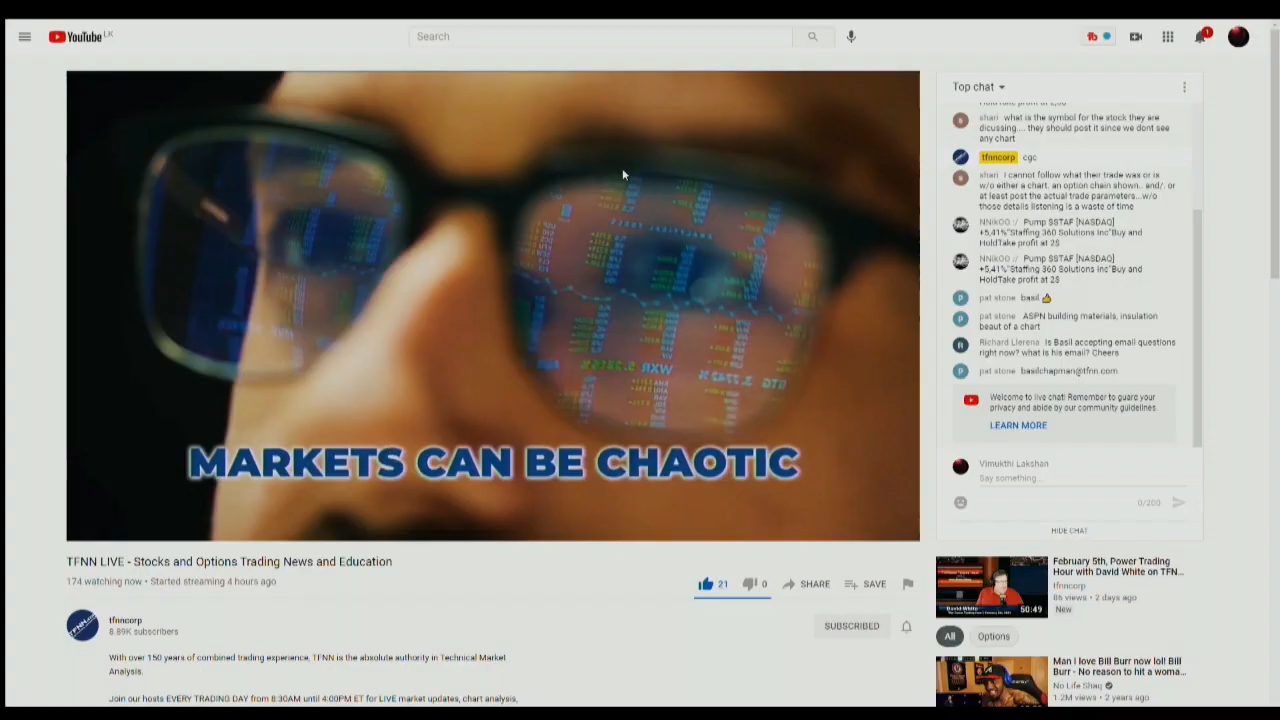 YouTube LK
Search
1
Top chat
shari what is the symbol for the stock they are
dicussing.... they should post it since we dont see
any chart
tfnncorp cgc
shari I cannot follow what their trade was or is
w/o either a chart. an option chain shown.. and/. or
at least post the actual trade parameters...w/o
those details listening is a waste of time
NNikOO :/ Pump $STAF [NASDAQ]
+5,41%"Staffing 360 Solutions Inc"Buy and
HoldTake profit at 2$
NNikOO :/ Pump $STAF [NASDAQ]
+5,41%"Staffing 360 Solutions Inc"Buy and
HoldTake profit at 2$
pat stone basil 👍
pat stone ASPN building materials, insulation
beaut of a chart
Richard Llerena Is Basil accepting email questions
right now? what is his email? Cheers
pat stone basilchapman@tfnn.com
Welcome to live chat! Remember to guard your
privacy and abide by our community guidelines.
LEARN MORE
Vimukthi Lakshan
Say something...
0/200
HIDE CHAT
MARKETS CAN BE CHAOTIC
TFNN LIVE - Stocks and Options Trading News and Education
174 watching now • Started streaming 4 hours ago
21 0 SHARE SAVE
tfnncorp
8.89K subscribers
SUBSCRIBED
With over 150 years of combined trading experience, TFNN is the absolute authority in Technical Market
Analysis.
Join our hosts EVERY TRADING DAY from 8:30AM until 4:00PM ET for LIVE market updates, chart analysis,
David White
50:49
February 5th, Power Trading
Hour with David White on TFN...
tfnncorp
86 views • 2 days ago
New
All Options
Man I love Bill Burr now lol! Bill
Burr - No reason to hit a woma...
No Life Shaq
1.2M views • 2 years ago